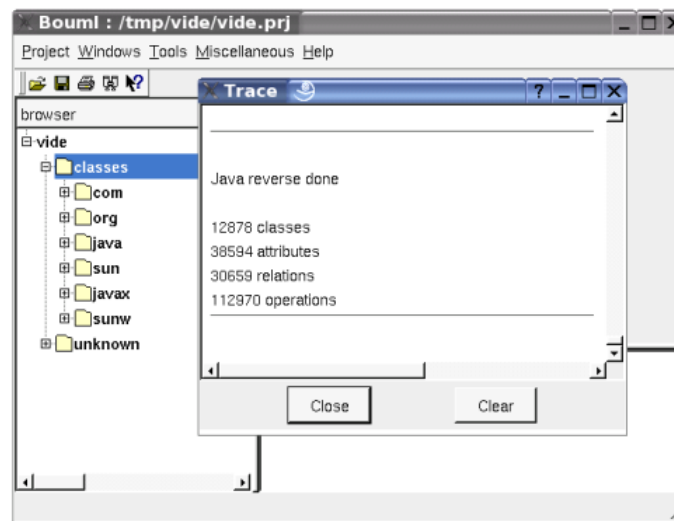 Bouml : /tmp/vide/vide.prj
Project Windows Tools Miscellaneous Help
browser
vide
classes
com
org
java
sun
javax
sunw
unknown
Trace
Java reverse done
12878 classes
38594 attributes
30659 relations
112970 operations
Close
Clear